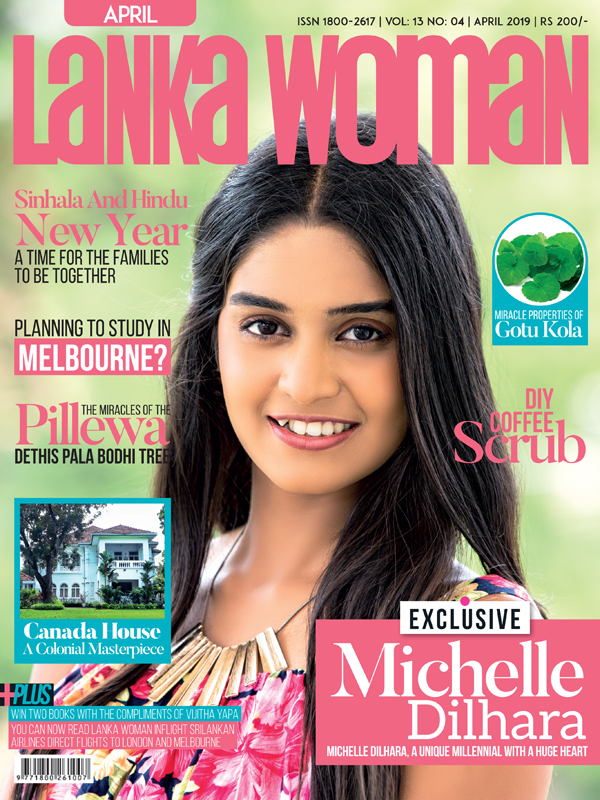 APRIL
ISSN 1800-2617 | VOL: 13 NO: 04 | APRIL 2019 | RS 200/-
LANKA WOMAN
Sinhala And Hindu
New Year
A TIME FOR THE FAMILIES
TO BE TOGETHER
PLANNING TO STUDY IN
MELBOURNE?
THE MIRACLES OF THE
Pillewa
DETHIS PALA BODHI TREE
Canada House
A Colonial Masterpiece
+PLUS
WIN TWO BOOKS WITH THE COMPLIMENTS OF VIJITHA YAPA
YOU CAN NOW READ LANKA WOMAN INFLIGHT SRILANKAN
AIRLINES DIRECT FLIGHTS TO LONDON AND MELBOURNE
9 771800 261007
MIRACLE PROPERTIES OF
Gotu Kola
DIY
COFFEE
Scrub
EXCLUSIVE
Michelle
Dilhara
MICHELLE DILHARA, A UNIQUE MILLENNIAL WITH A HUGE HEART